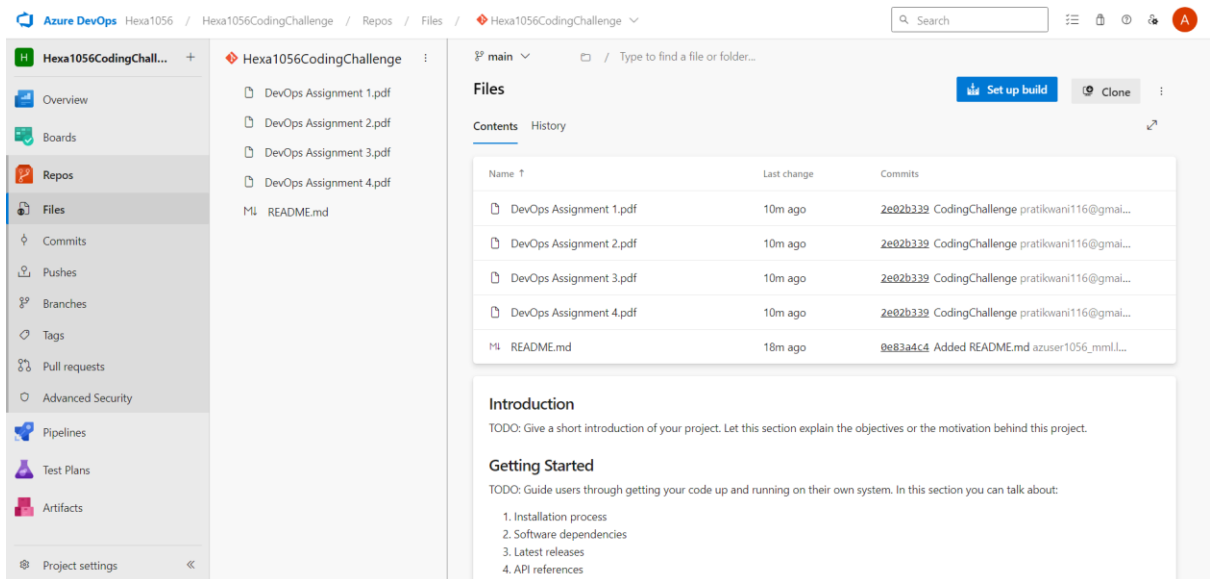 Azure DevOps Hexa1056 / Hexa1056CodingChallenge / Repos / Files / Hexa1056CodingChallenge
Search
A
H Hexa1056CodingChall... +
Overview
Boards
Repos
Files
Commits
Pushes
Branches
Tags
Pull requests
Advanced Security
Pipelines
Test Plans
Artifacts
Project settings
Hexa1056CodingChallenge
DevOps Assignment 1.pdf
DevOps Assignment 2.pdf
DevOps Assignment 3.pdf
DevOps Assignment 4.pdf
M↓ README.md
main / Type to find a file or folder...
Files
Set up build
Clone
Contents History
Name ↑ Last change Commits
DevOps Assignment 1.pdf 10m ago 2e02b339 CodingChallenge pratikwani116@gmai...
DevOps Assignment 2.pdf 10m ago 2e02b339 CodingChallenge pratikwani116@gmai...
DevOps Assignment 3.pdf 10m ago 2e02b339 CodingChallenge pratikwani116@gmai...
DevOps Assignment 4.pdf 10m ago 2e02b339 CodingChallenge pratikwani116@gmai...
M↓ README.md 18m ago 0e83a4c4 Added README.md azuser1056_mml.l...
Introduction
TODO: Give a short introduction of your project. Let this section explain the objectives or the motivation behind this project.
Getting Started
TODO: Guide users through getting your code up and running on their own system. In this section you can talk about:
1. Installation process
2. Software dependencies
3. Latest releases
4. API references